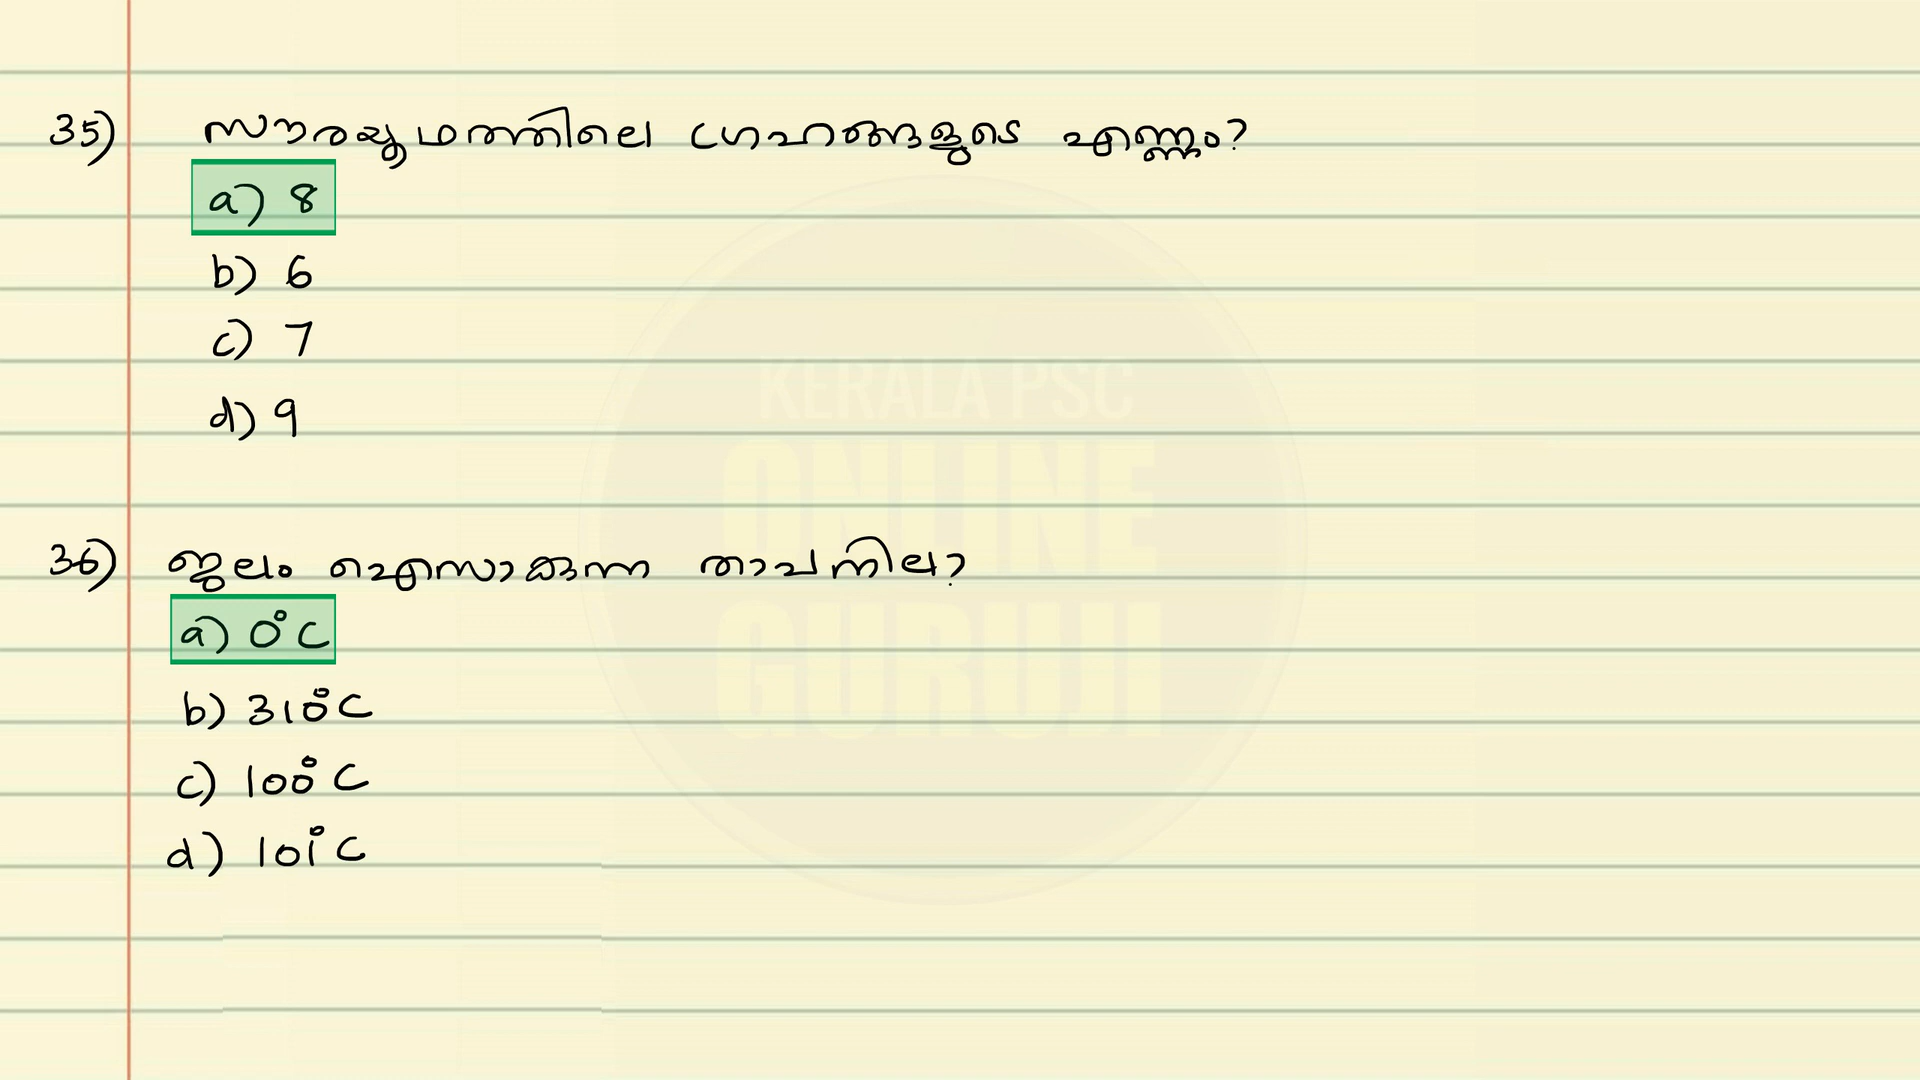 35) സൗരയൂഥത്തിലെ ഗ്രഹങ്ങളുടെ എണ്ണം?
a) 8
b) 6
c) 7
d) 9
KERALA PSC
ONLINE
GURUJI
36) ജലം ഐസാകുന്ന താപനില?
a) 0°C
b) 310°C
c) 100°C
d) 101°C